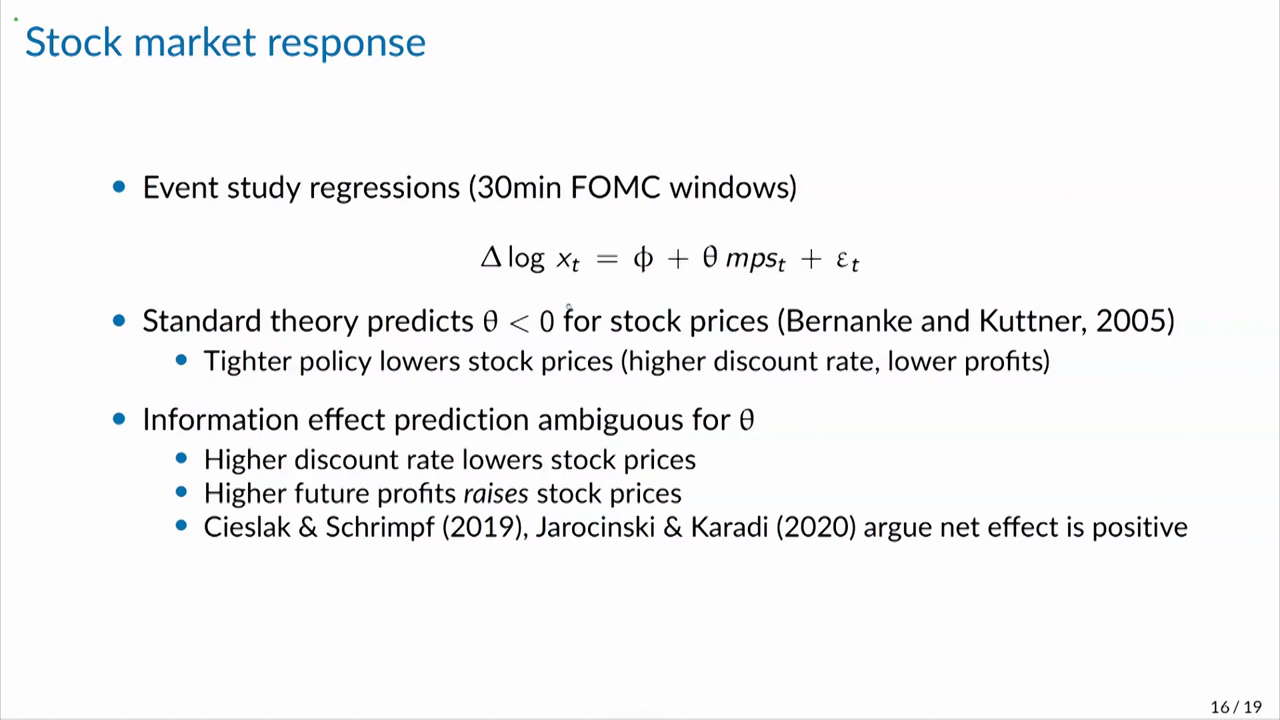 Stock market response
• Event study regressions (30min FOMC windows)
Δ log xₜ = ϕ + θ mpsₜ + εₜ
• Standard theory predicts θ < 0 for stock prices (Bernanke and Kuttner, 2005)
• Tighter policy lowers stock prices (higher discount rate, lower profits)
• Information effect prediction ambiguous for θ
• Higher discount rate lowers stock prices
• Higher future profits raises stock prices
• Cieslak & Schrimpf (2019), Jarocinski & Karadi (2020) argue net effect is positive
16 / 19